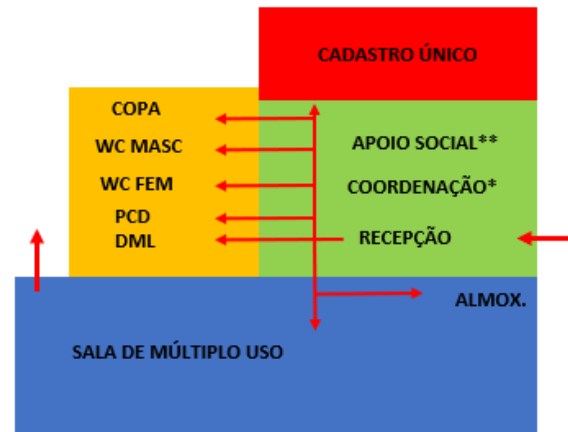 CADASTRO ÚNICO
COPA
WC MASC
WC FEM
PCD
DML
APOIO SOCIAL**
COORDENAÇÃO*
RECEPÇÃO
ALMOX.
SALA DE MÚLTIPLO USO